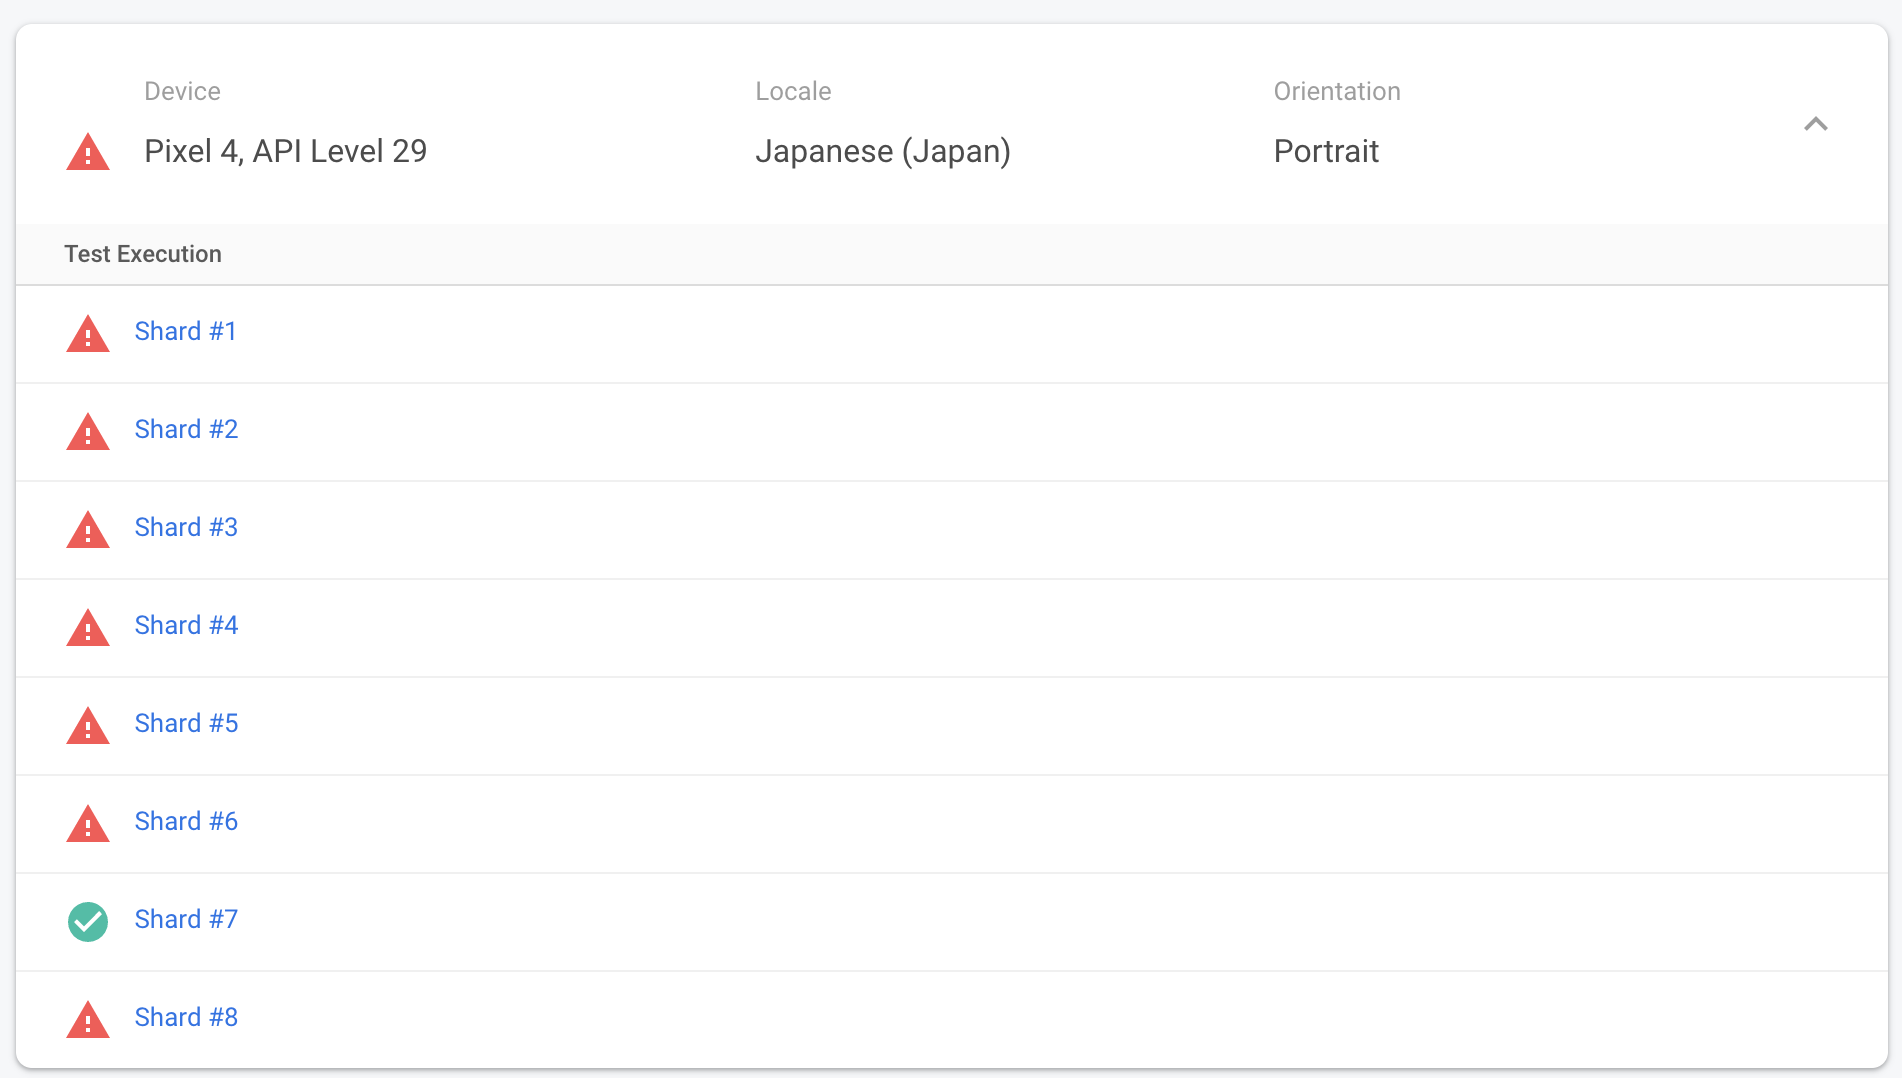 Device Locale Orientation
Pixel 4, API Level 29 Japanese (Japan) Portrait
Test Execution
Shard #1
Shard #2
Shard #3
Shard #4
Shard #5
Shard #6
Shard #7
Shard #8